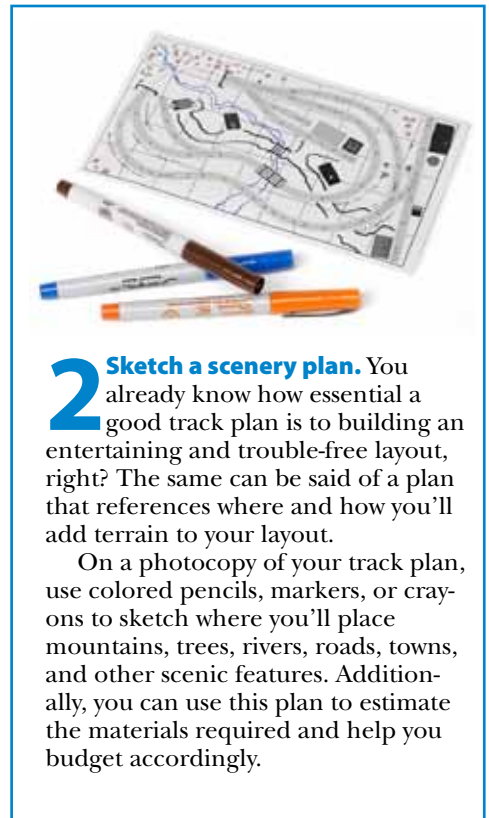 2 Sketch a scenery plan. You
already know how essential a
good track plan is to building an
entertaining and trouble-free layout,
right? The same can be said of a plan
that references where and how you’ll
add terrain to your layout.
On a photocopy of your track plan,
use colored pencils, markers, or cray-
ons to sketch where you’ll place
mountains, trees, rivers, roads, towns,
and other scenic features. Addition-
ally, you can use this plan to estimate
the materials required and help you
budget accordingly.